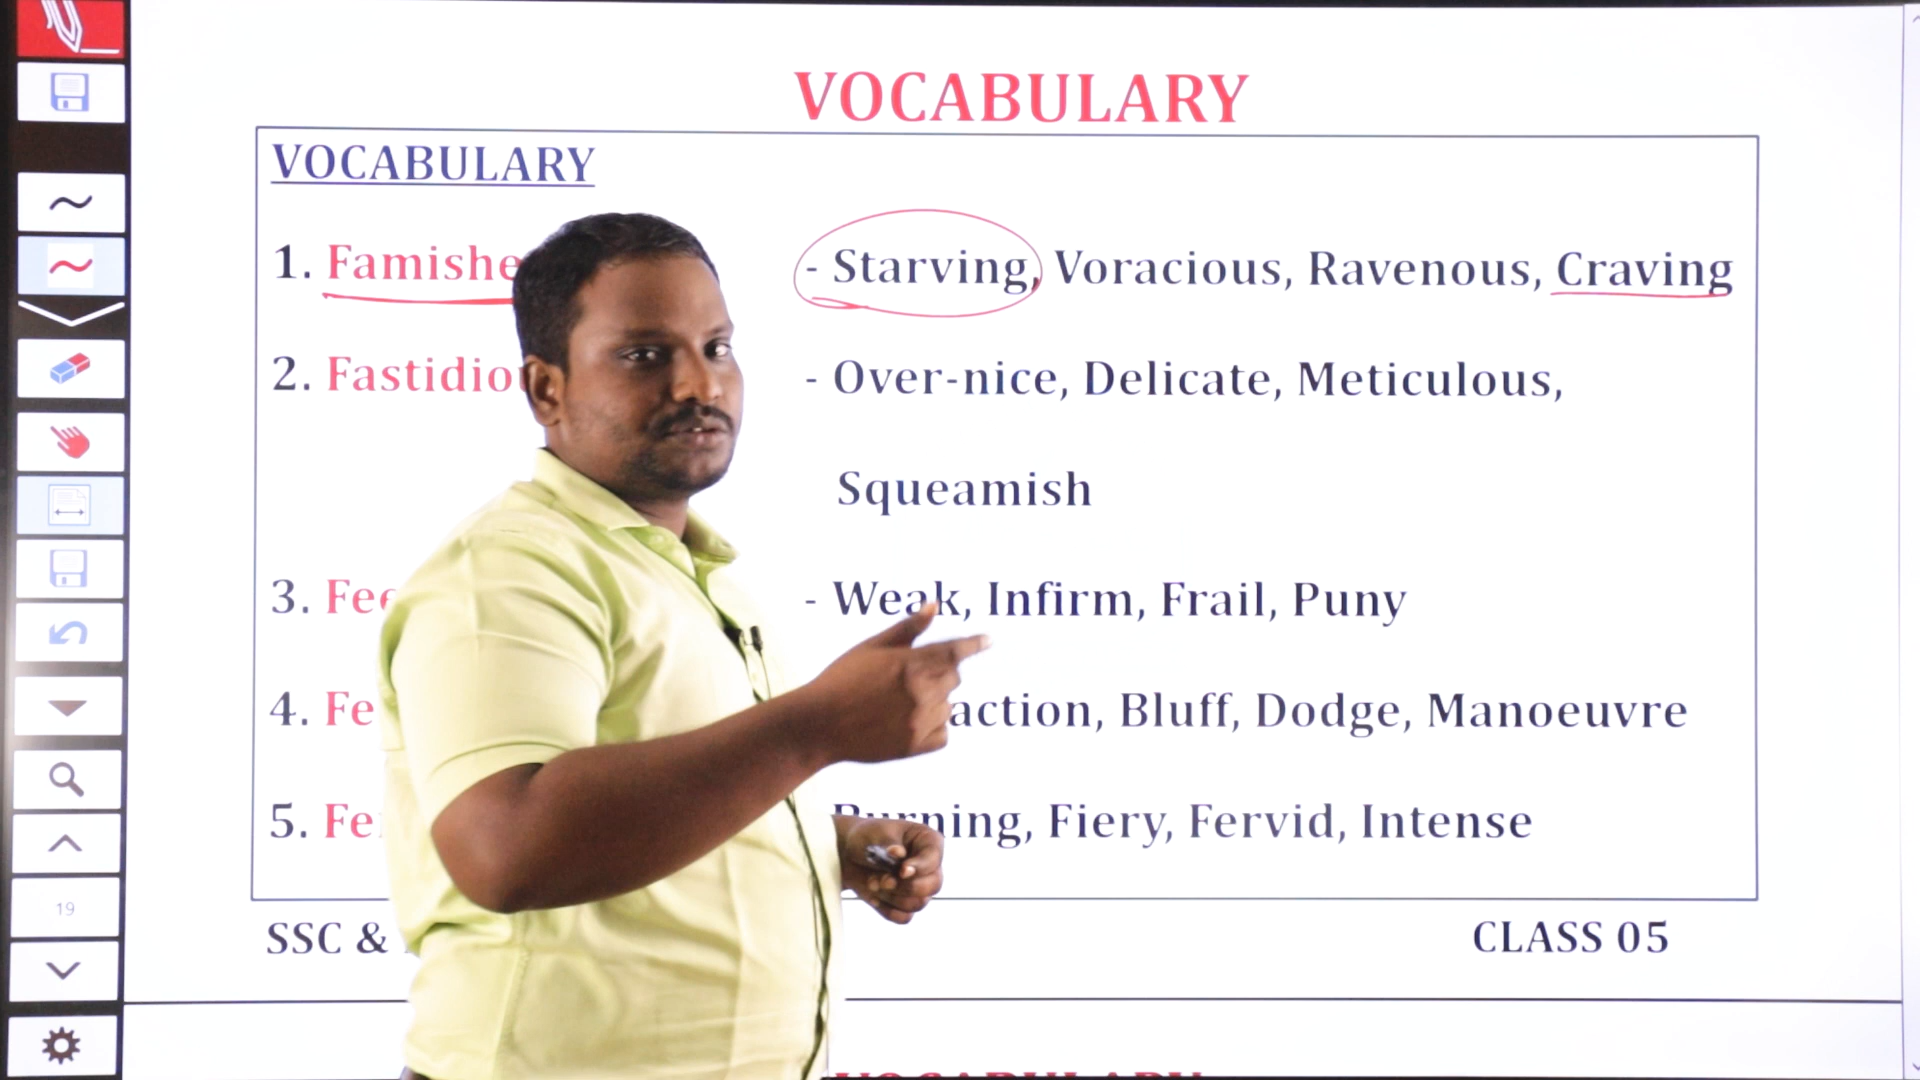 VOCABULARY
VOCABULARY
1. Famishe - Starving, Voracious, Ravenous, Craving
2. Fastidio - Over-nice, Delicate, Meticulous,
Squeamish
3. Fee - Weak, Infirm, Frail, Puny
4. Fe action, Bluff, Dodge, Manoeuvre
5. Fe Burning, Fiery, Fervid, Intense
SSC & CLASS 05
19